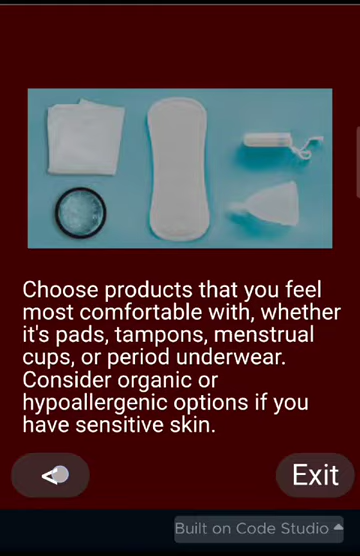 Choose products that you feel
most comfortable with, whether
it's pads, tampons, menstrual
cups, or period underwear.
Consider organic or
hypoallergenic options if you
have sensitive skin.
<
Exit
Built on Code Studio